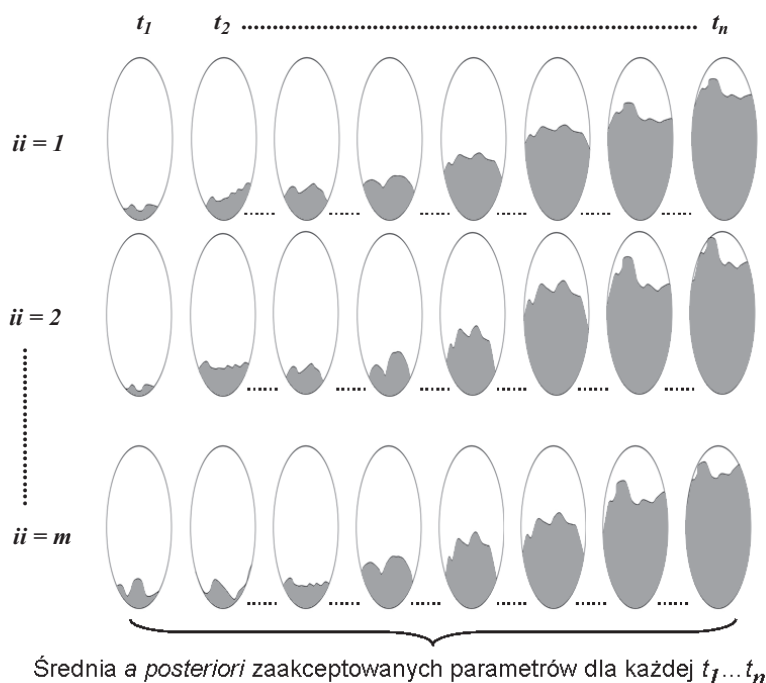 t1 t2 ........................................ tn
ii = 1
ii = 2
ii = m
Średnia a posteriori zaakceptowanych parametrów dla każdej t1...tn